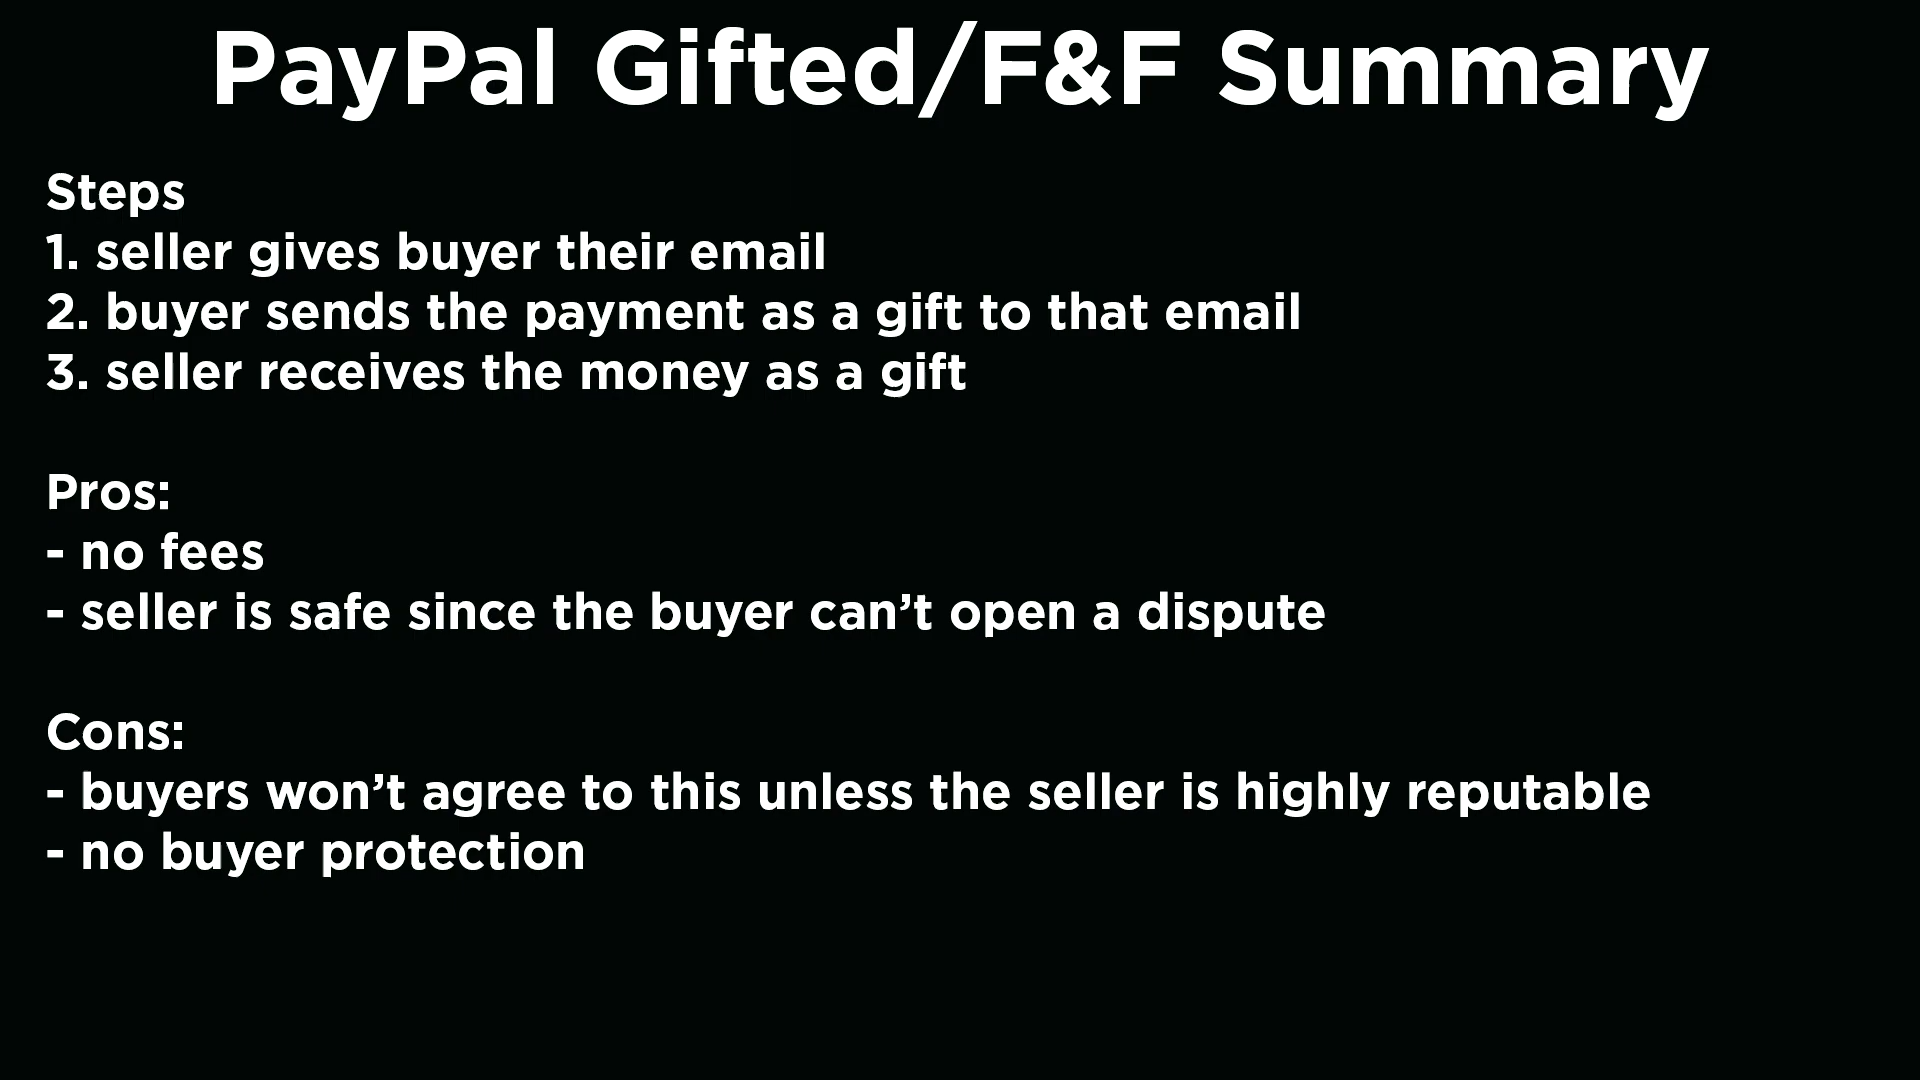 PayPal Gifted/F&F Summary
Steps
1. seller gives buyer their email
2. buyer sends the payment as a gift to that email
3. seller receives the money as a gift
Pros:
- no fees
- seller is safe since the buyer can’t open a dispute
Cons:
- buyers won’t agree to this unless the seller is highly reputable
- no buyer protection